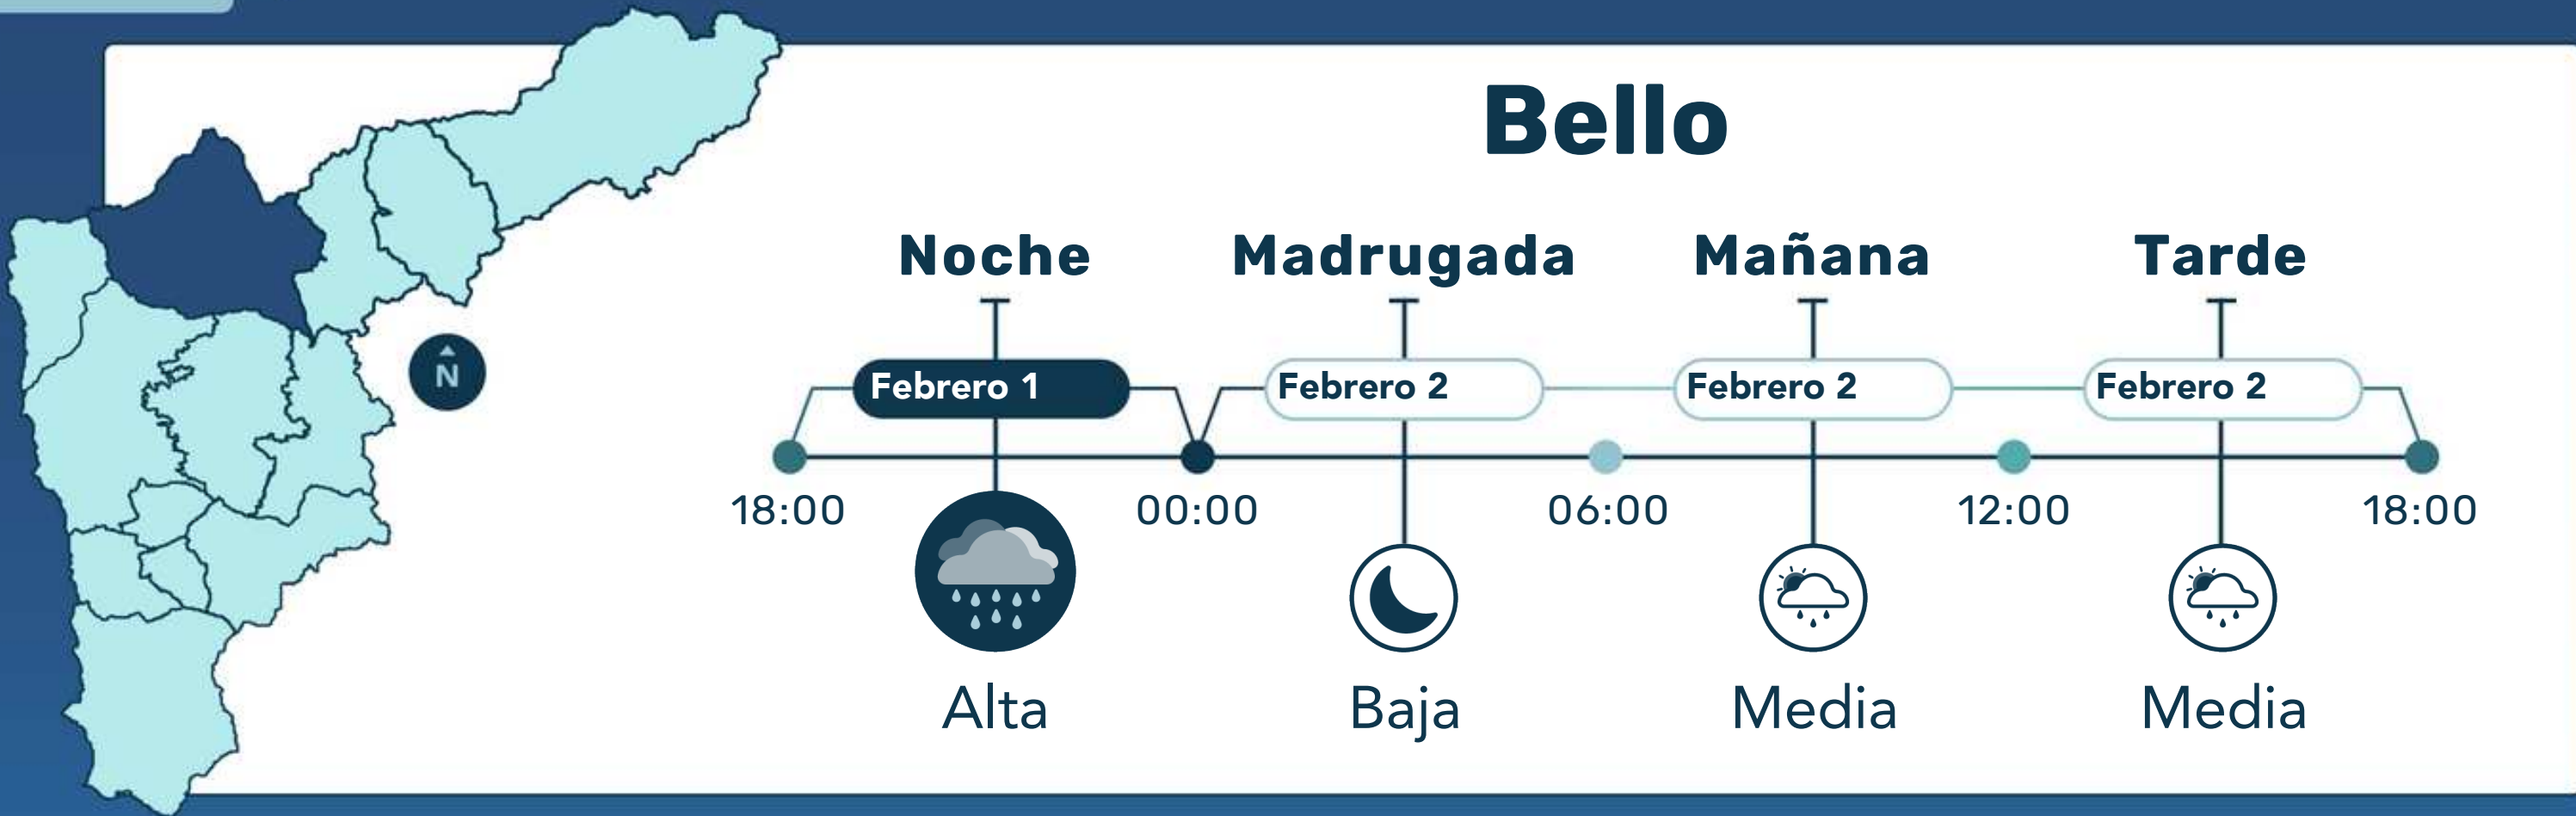 Bello
Noche Madrugada Mañana Tarde
Febrero 1 Febrero 2 Febrero 2 Febrero 2
N
18:00 00:00 06:00 12:00 18:00
Alta Baja Media Media